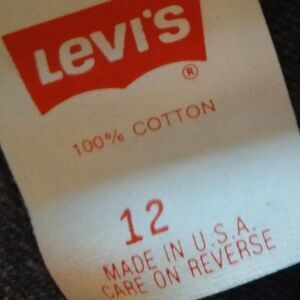 Levi's
®
100% COTTON
12
MADE IN U.S.A.
CARE ON REVERSE